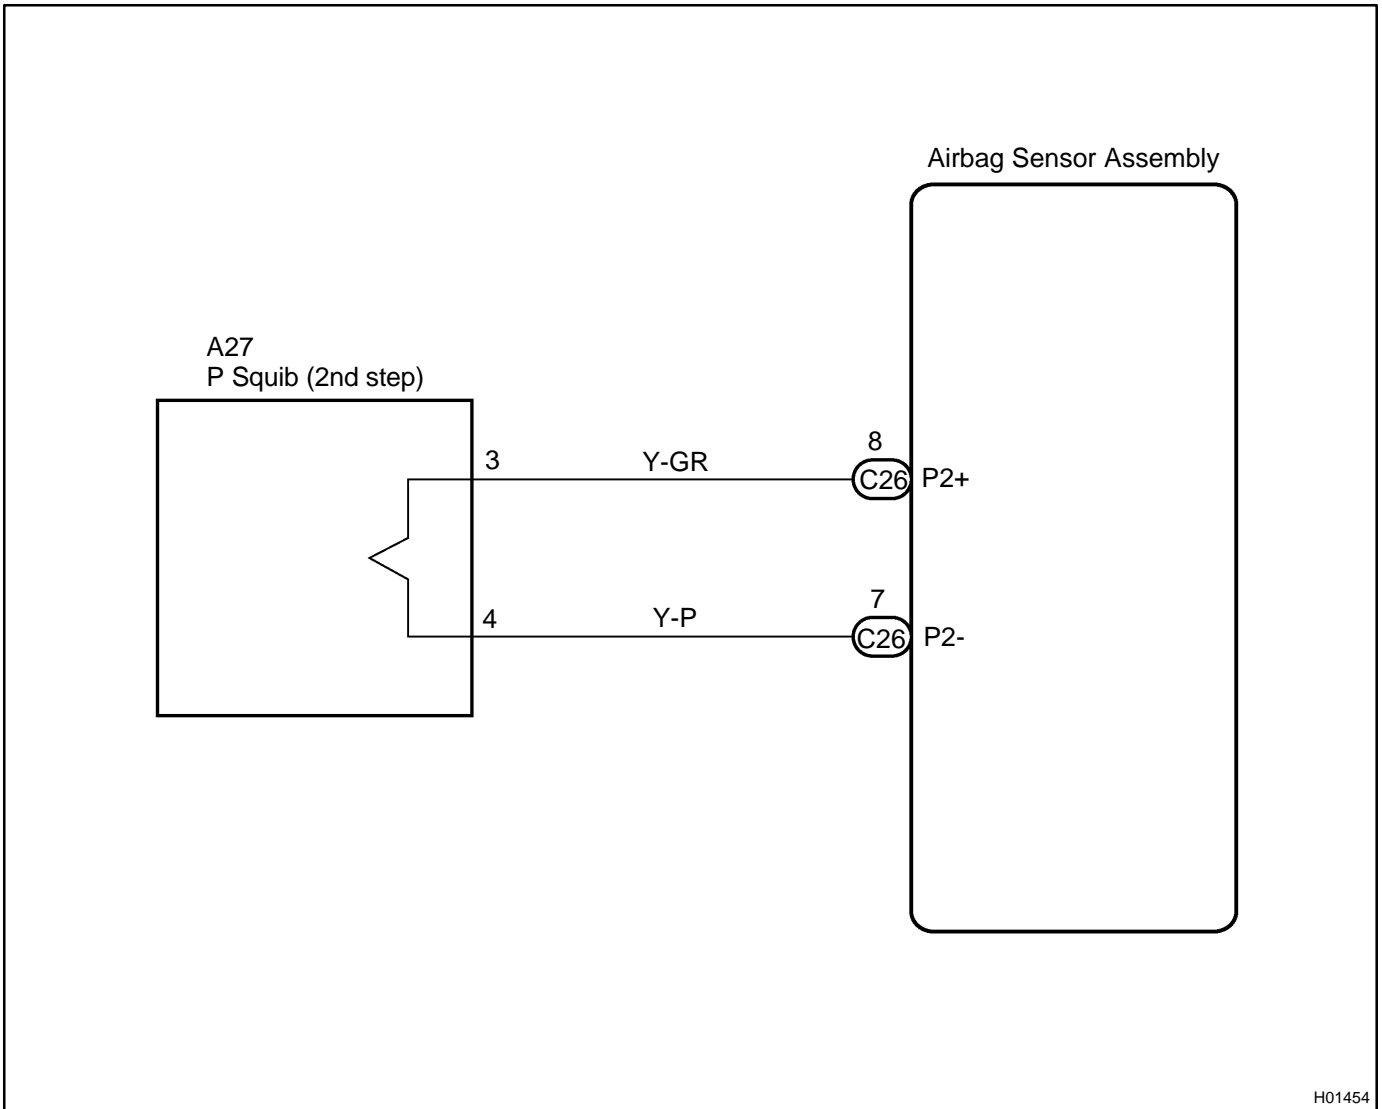 Airbag Sensor Assembly
A27
P Squib (2nd step)
3
Y-GR
8
C26
P2+
4
Y-P
7
C26
P2-
H01454